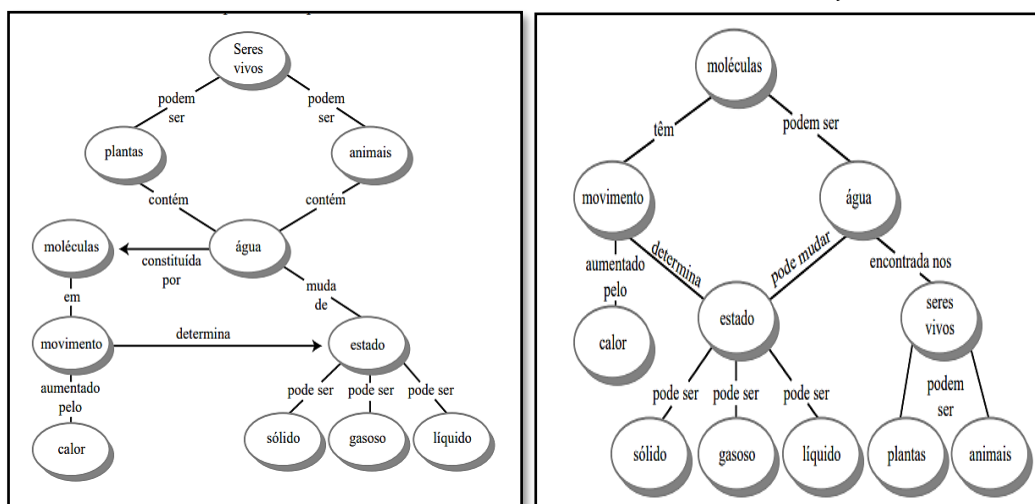 Seres
vivos
podem
ser
podem
ser
plantas
animais
contém
contém
moléculas
água
constituída
por
muda
de
em
movimento
determina
estado
aumentado
pelo
pode ser
pode ser
pode ser
calor
sólido
gasoso
líquido
moléculas
têm
podem ser
movimento
água
aumentado
pelo
determina
pode mudar
encontrada nos
calor
estado
seres
vivos
pode ser
pode ser
pode ser
podem
ser
sólido
gasoso
líquido
plantas
animais